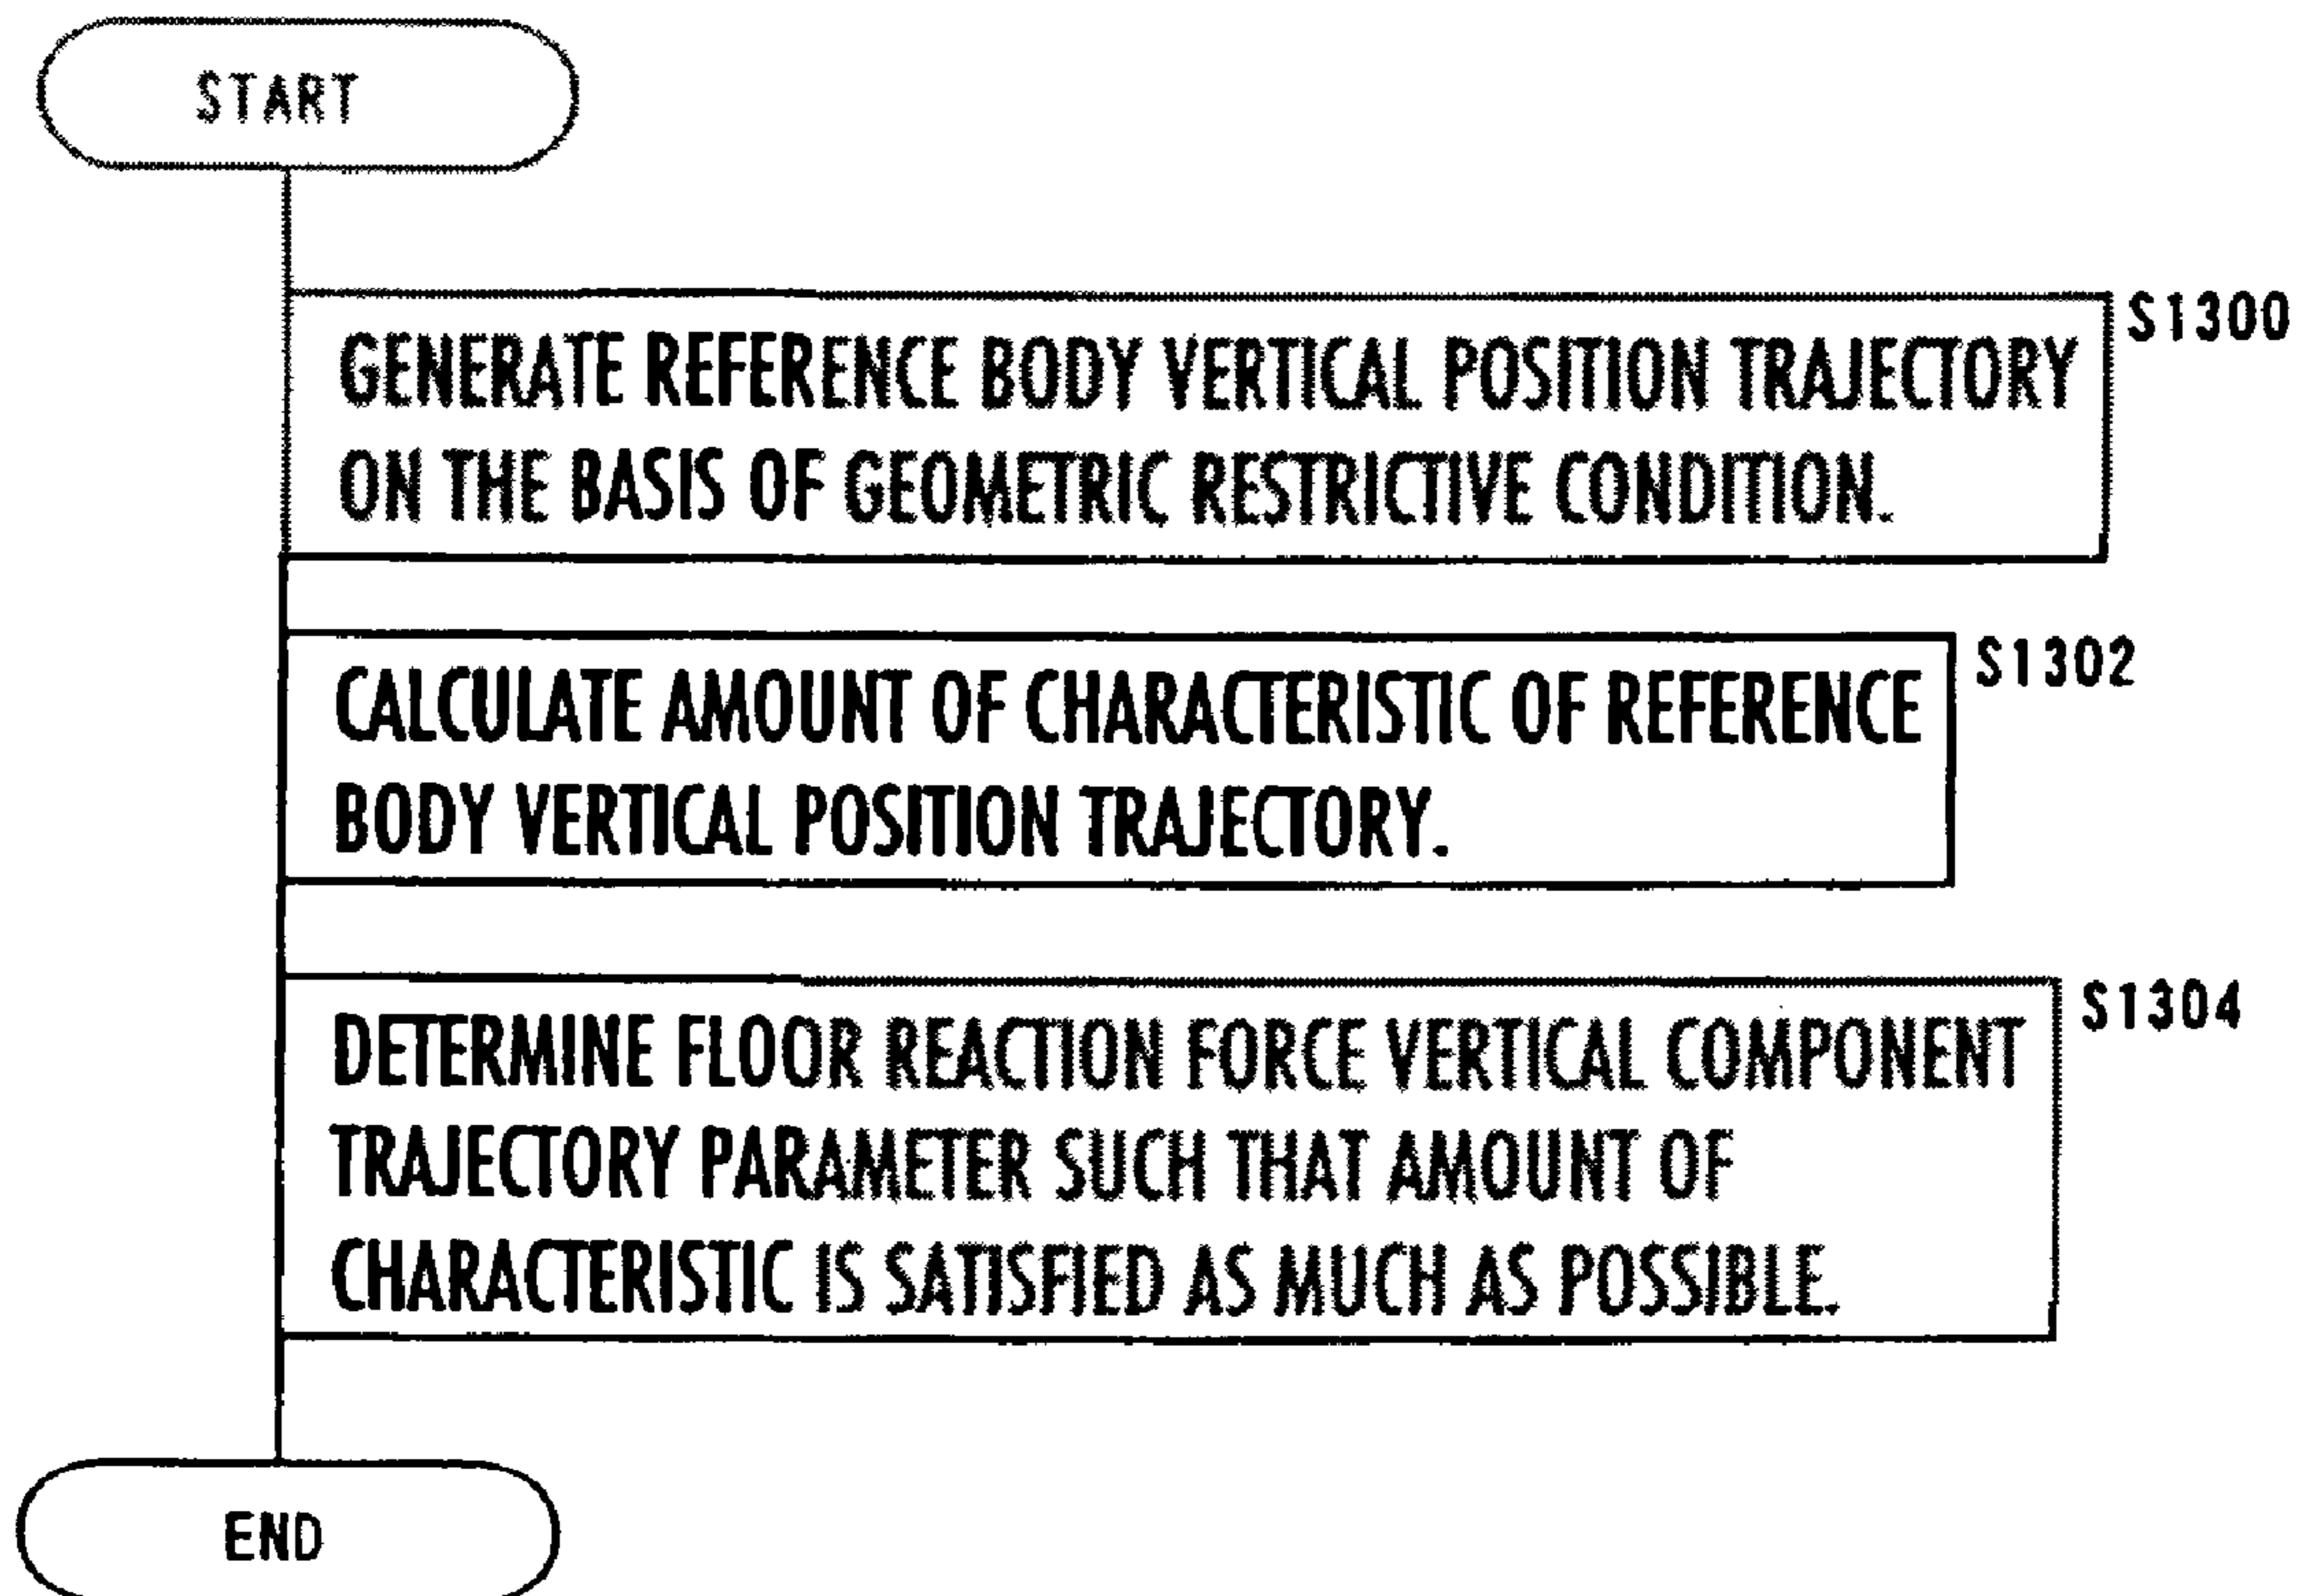 START
S1300
GENERATE REFERENCE BODY VERTICAL POSITION TRAJECTORY
ON THE BASIS OF GEOMETRIC RESTRICTIVE CONDITION.
S1302
CALCULATE AMOUNT OF CHARACTERISTIC OF REFERENCE
BODY VERTICAL POSITION TRAJECTORY.
S1304
DETERMINE FLOOR REACTION FORCE VERTICAL COMPONENT
TRAJECTORY PARAMETER SUCH THAT AMOUNT OF
CHARACTERISTIC IS SATISFIED AS MUCH AS POSSIBLE.
END